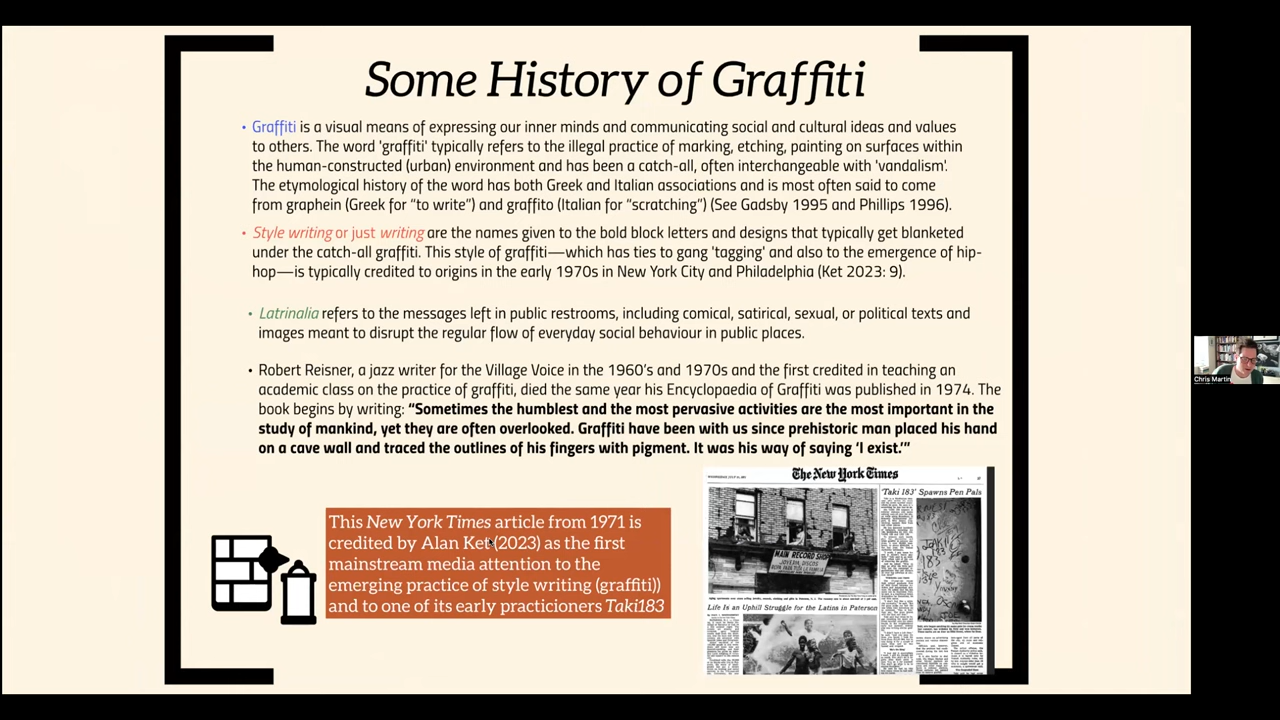 Some History of Graffiti
• Graffiti is a visual means of expressing our inner minds and communicating social and cultural ideas and values
to others. The word 'graffiti' typically refers to the illegal practice of marking, etching, painting on surfaces within
the human-constructed (urban) environment and has been a catch-all, often interchangeable with 'vandalism'.
The etymological history of the word has both Greek and Italian associations and is most often said to come
from graphein (Greek for “to write”) and graffito (Italian for “scratching”) (See Gadsby 1995 and Phillips 1996).
• Style writing or just writing are the names given to the bold block letters and designs that typically get blanketed
under the catch-all graffiti. This style of graffiti—which has ties to gang 'tagging' and also to the emergence of hip-
hop—is typically credited to origins in the early 1970s in New York City and Philadelphia (Ket 2023: 9).
• Latrinalia refers to the messages left in public restrooms, including comical, satirical, sexual, or political texts and
images meant to disrupt the regular flow of everyday social behaviour in public places.
• Robert Reisner, a jazz writer for the Village Voice in the 1960's and 1970s and the first credited in teaching an
academic class on the practice of graffiti, died the same year his Encyclopaedia of Graffiti was published in 1974. The
book begins by writing: “Sometimes the humblest and the most pervasive activities are the most important in the
study of mankind, yet they are often overlooked. Graffiti have been with us since prehistoric man placed his hand
on a cave wall and traced the outlines of his fingers with pigment. It was his way of saying ‘I exist.’”
This New York Times article from 1971 is
credited by Alan Ket (2023) as the first
mainstream media attention to the
emerging practice of style writing (graffiti))
and to one of its early practicioners Taki183
The New York Times
'Taki 183' Spawns Pen Pals
MAIN RECORD SHOP
Life Is an Uphill Struggle for the Latins in Paterson
Chris Martin